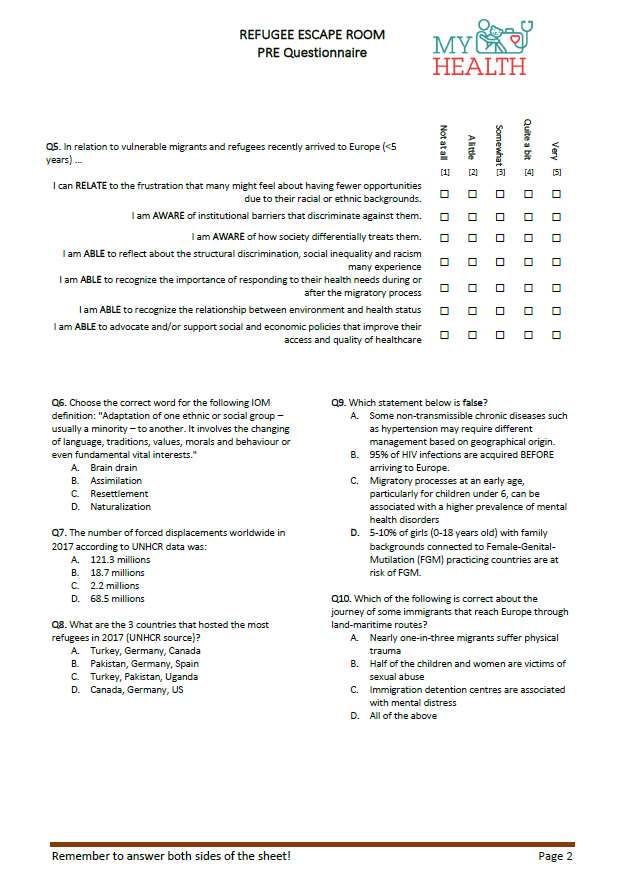 REFUGEE ESCAPE ROOM
PRE Questionnaire
MY
HEALTH
Q5. In relation to vulnerable migrants and refugees recently arrived to Europe (<5
years) ...
Not at all
A little
Somewhat
Quite a bit
Very
[1] [2] [3] [4] [5]
I can RELATE to the frustration that many might feel about having fewer opportunities
due to their racial or ethnic backgrounds.
I am AWARE of institutional barriers that discriminate against them.
I am AWARE of how society differentially treats them.
I am ABLE to reflect about the structural discrimination, social inequality and racism
many experience
I am ABLE to recognize the importance of responding to their health needs during or
after the migratory process
I am ABLE to recognize the relationship between environment and health status
I am ABLE to advocate and/or support social and economic policies that improve their
access and quality of healthcare
Q6. Choose the correct word for the following IOM
definition: "Adaptation of one ethnic or social group –
usually a minority – to another. It involves the changing
of language, traditions, values, morals and behaviour or
even fundamental vital interests."
A. Brain drain
B. Assimilation
C. Resettlement
D. Naturalization
Q7. The number of forced displacements worldwide in
2017 according to UNHCR data was:
A. 121.3 millions
B. 18.7 millions
C. 2.2 millions
D. 68.5 millions
Q8. What are the 3 countries that hosted the most
refugees in 2017 (UNHCR source)?
A. Turkey, Germany, Canada
B. Pakistan, Germany, Spain
C. Turkey, Pakistan, Uganda
D. Canada, Germany, US
Q9. Which statement below is false?
A. Some non-transmissible chronic diseases such
as hypertension may require different
management based on geographical origin.
B. 95% of HIV infections are acquired BEFORE
arriving to Europe.
C. Migratory processes at an early age,
particularly for children under 6, can be
associated with a higher prevalence of mental
health disorders
D. 5-10% of girls (0-18 years old) with family
backgrounds connected to Female-Genital-
Mutilation (FGM) practicing countries are at
risk of FGM.
Q10. Which of the following is correct about the
journey of some immigrants that reach Europe through
land-maritime routes?
A. Nearly one-in-three migrants suffer physical
trauma
B. Half of the children and women are victims of
sexual abuse
C. Immigration detention centres are associated
with mental distress
D. All of the above
Remember to answer both sides of the sheet!
Page 2